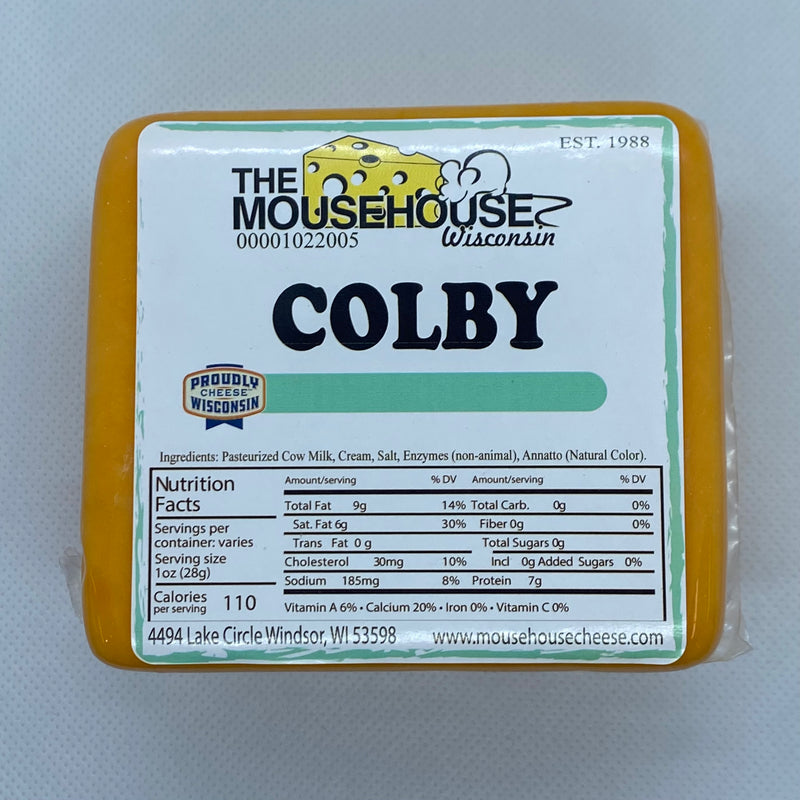 EST. 1988
THE
MOUSEHOUSE
00001022005
Wisconsin
COLBY
PROUDLY
CHEESE™
WISCONSIN
Ingredients: Pasteurized Cow Milk, Cream, Salt, Enzymes (non-animal), Annatto (Natural Color).
Nutrition
Facts
Servings per
container: varies
Serving size
1oz (28g)
Calories
per serving 110
Amount/serving % DV Amount/serving % DV
Total Fat 9g 14% Total Carb. 0g 0%
Sat. Fat 6g 30% Fiber 0g 0%
Trans Fat 0 g Total Sugars 0g
Cholesterol 30mg 10% Incl 0g Added Sugars 0%
Sodium 185mg 8% Protein 7g
Vitamin A 6% • Calcium 20% • Iron 0% • Vitamin C 0%
4494 Lake Circle Windsor, WI 53598 www.mousehousecheese.com